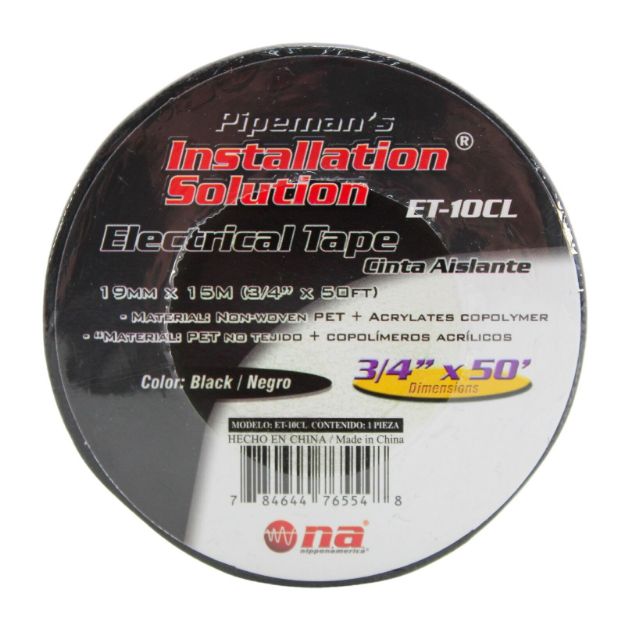 Pipeman's
Installation ®
Solution
ET-10CL
Electrical Tape
Cinta Aislante
19MM x 15M (3/4" x 50FT)
- Material: Non-woven PET + Acrylates copolymer
- "Material: PET no tejido + copolímeros acrílicos
Color: Black / Negro
3/4" x 50'
Dimensions
MODELO: ET-10CL CONTENIDO: 1 PIEZA
HECHO EN CHINA / Made in China
7 84644 76554 8
na®
nipponamerica®